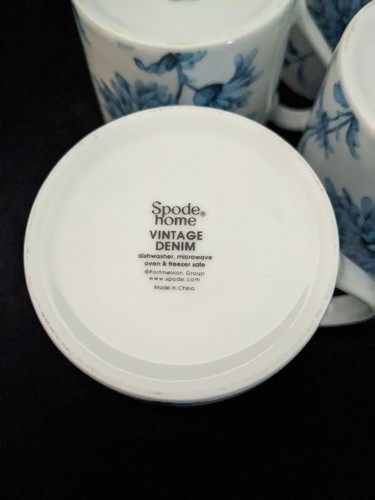 Spode®
home
VINTAGE
DENIM
dishwasher, microwave
oven & freezer safe
©Portmeirion Group
www.spode.com
Made in China